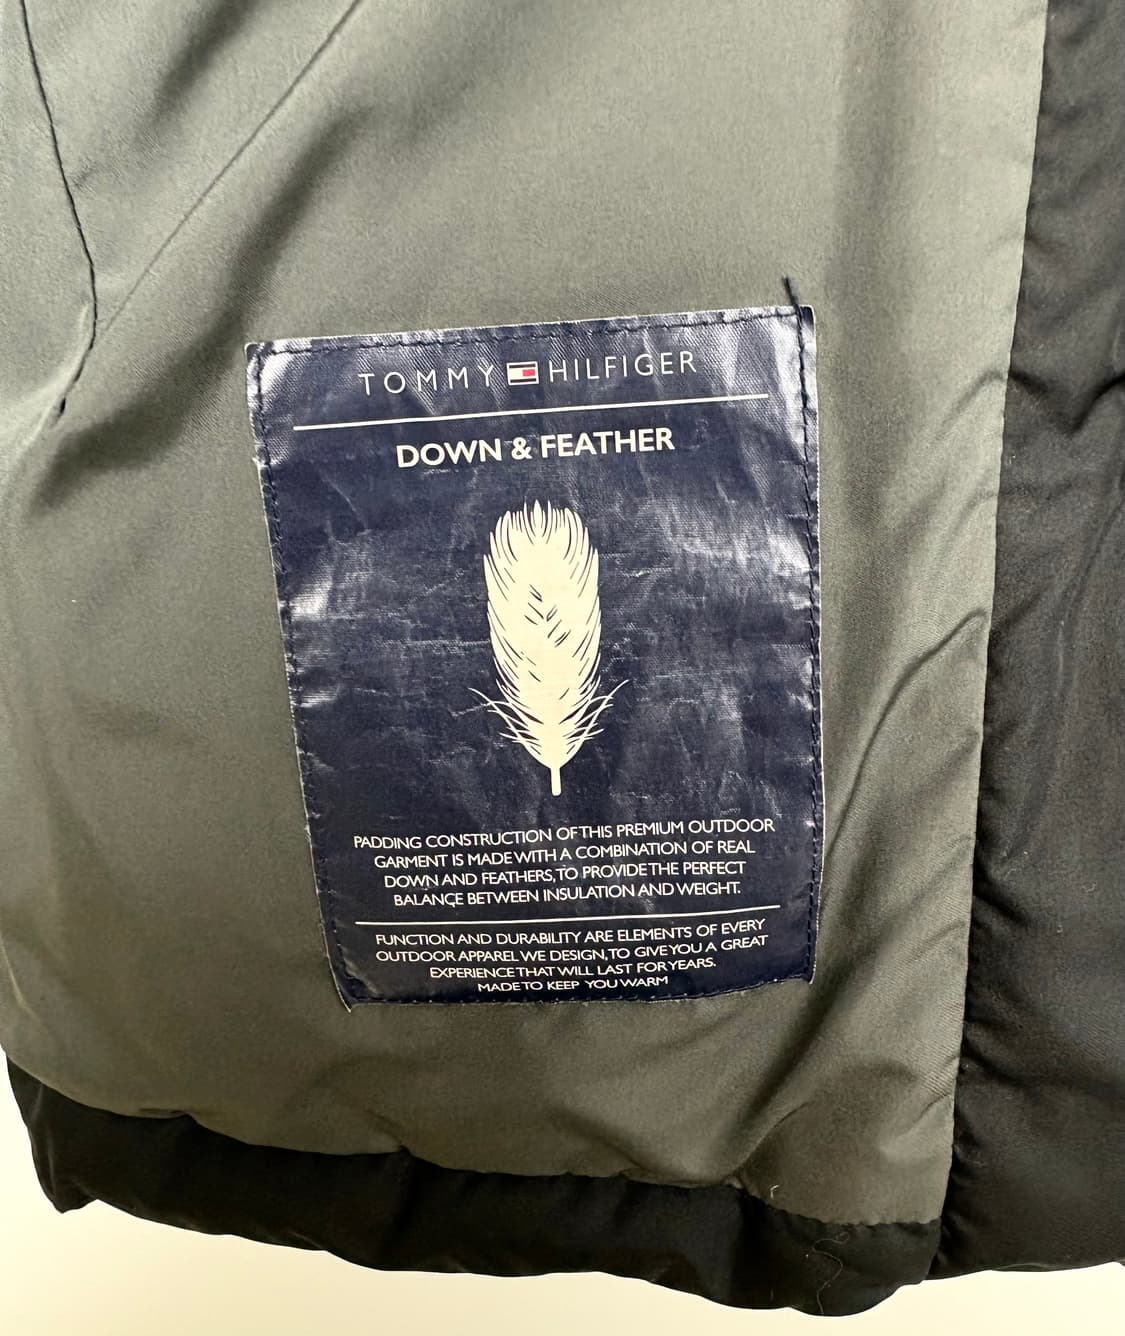 TOMMY HILFIGER
DOWN & FEATHER
PADDING CONSTRUCTION OF THIS PREMIUM OUTDOOR
GARMENT IS MADE WITH A COMBINATION OF REAL
DOWN AND FEATHERS, TO PROVIDE THE PERFECT
BALANCE BETWEEN INSULATION AND WEIGHT.
FUNCTION AND DURABILITY ARE ELEMENTS OF EVERY
OUTDOOR APPAREL WE DESIGN, TO GIVE YOU A GREAT
EXPERIENCE THAT WILL LAST FOR YEARS.
MADE TO KEEP YOU WARM